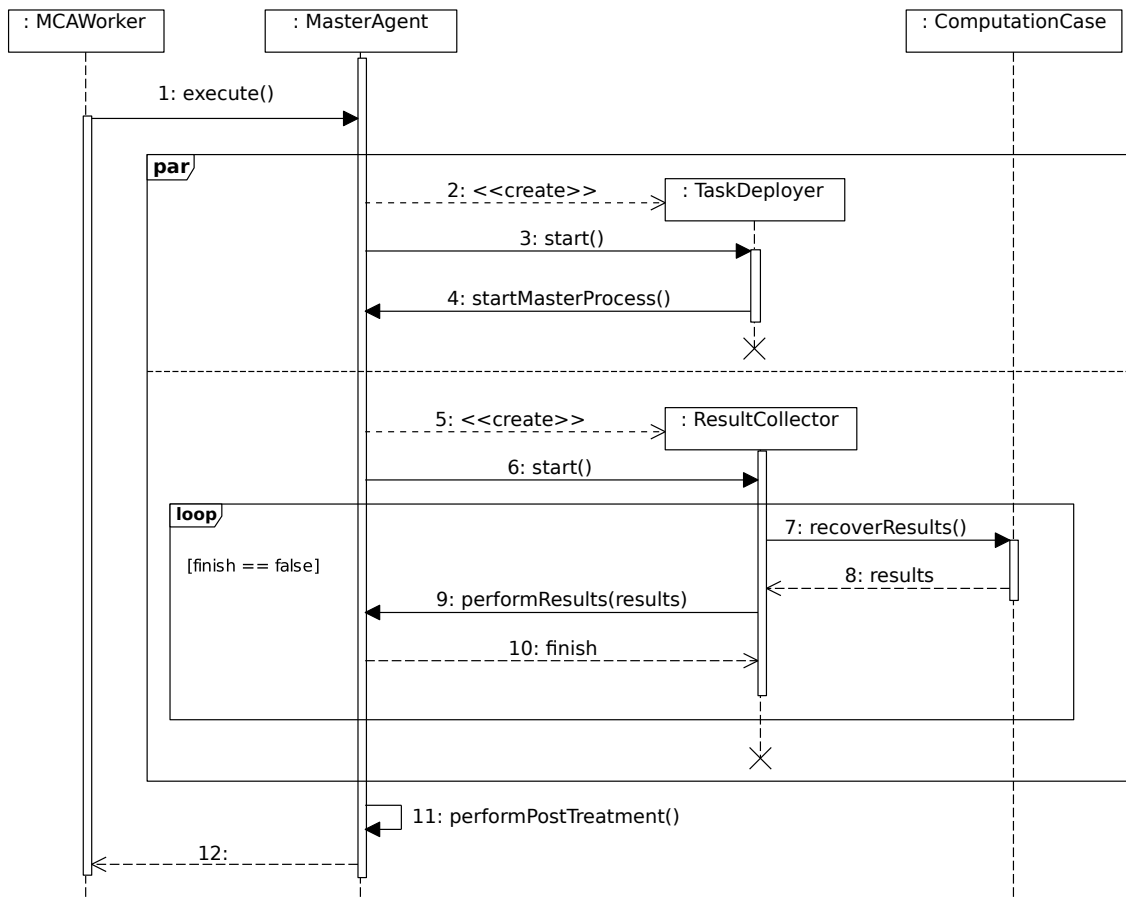 : MCAWorker
: MasterAgent
: ComputationCase
1: execute()
par
2: <<create>>
: TaskDeployer
3: start()
4: startMasterProcess()
5: <<create>>
: ResultCollector
6: start()
loop
7: recoverResults()
[finish == false]
8: results
9: performResults(results)
10: finish
11: performPostTreatment()
12: